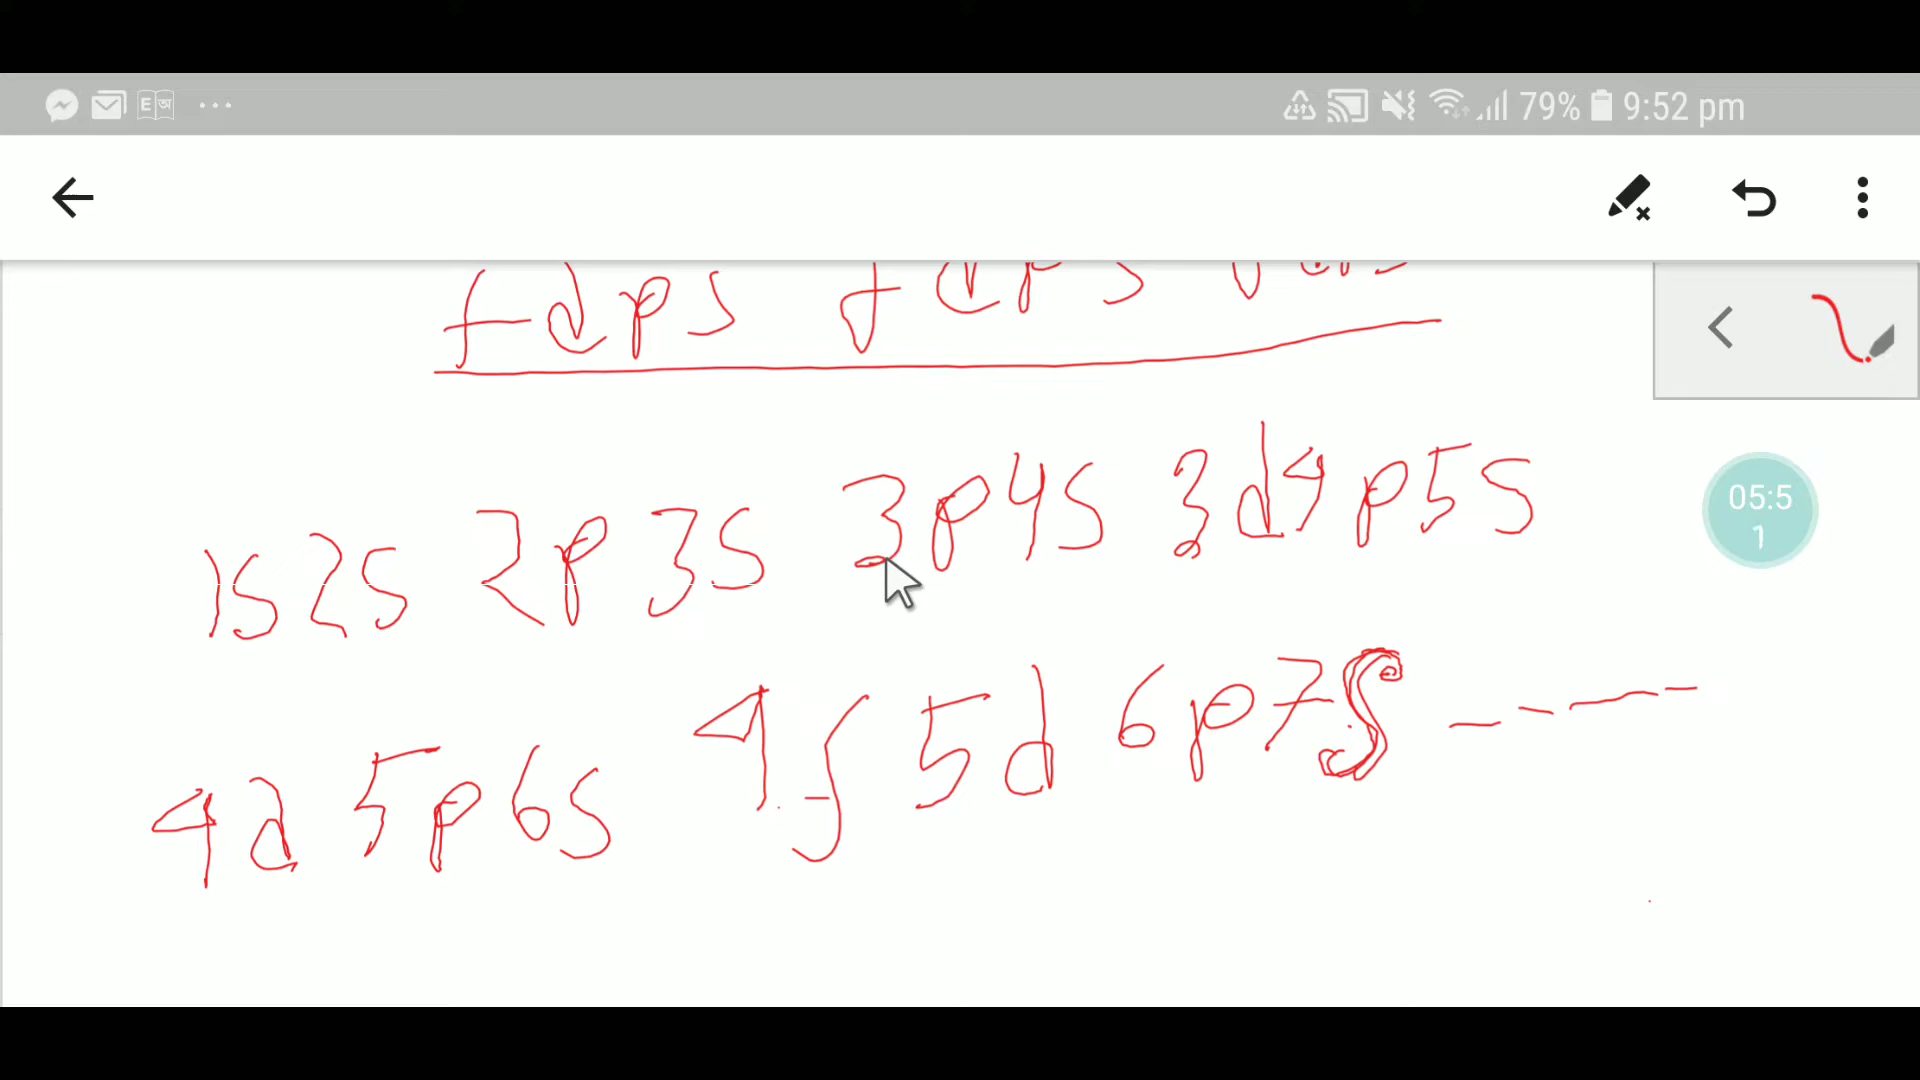 E অ
79% 9:52 pm
fdps fdps
1s 2s 2p 3s 3p 4s 3d 4p 5s
05:5
1
4d 5p 6s 4f 5d 6p 7s